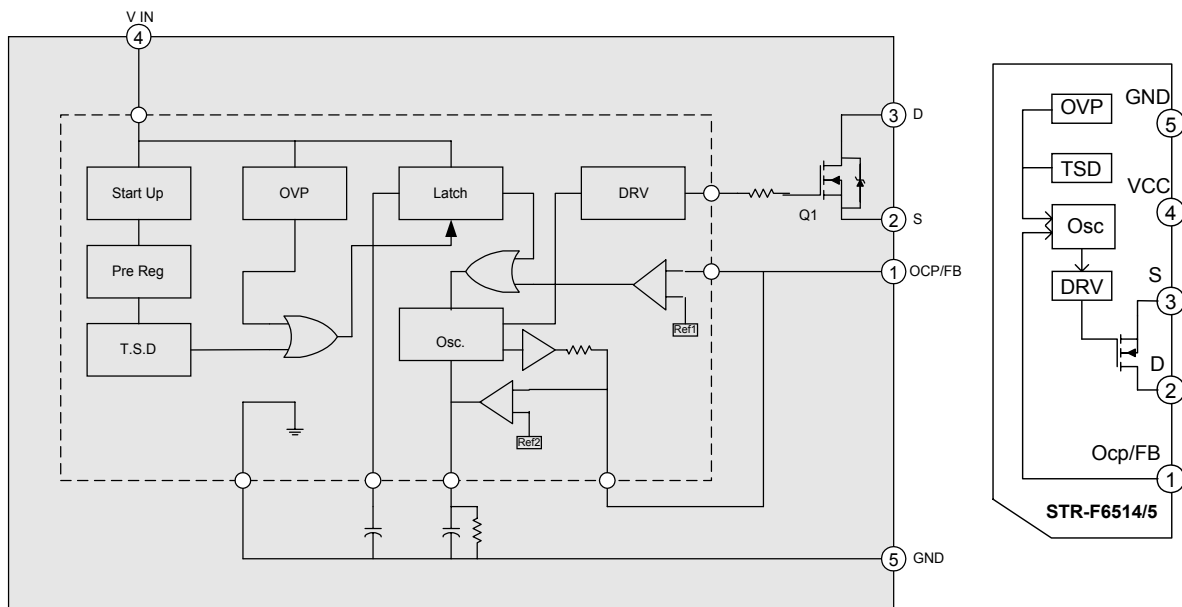 V IN
4
3 D
Start Up
OVP
Latch
DRV
Q1
2 S
Pre Reg
1 OCP/FB
Ref1
T.S.D
Osc.
Ref2
5 GND
OVP
GND
5
TSD
VCC
4
Osc
DRV
S
3
D
2
Ocp/FB
1
STR-F6514/5